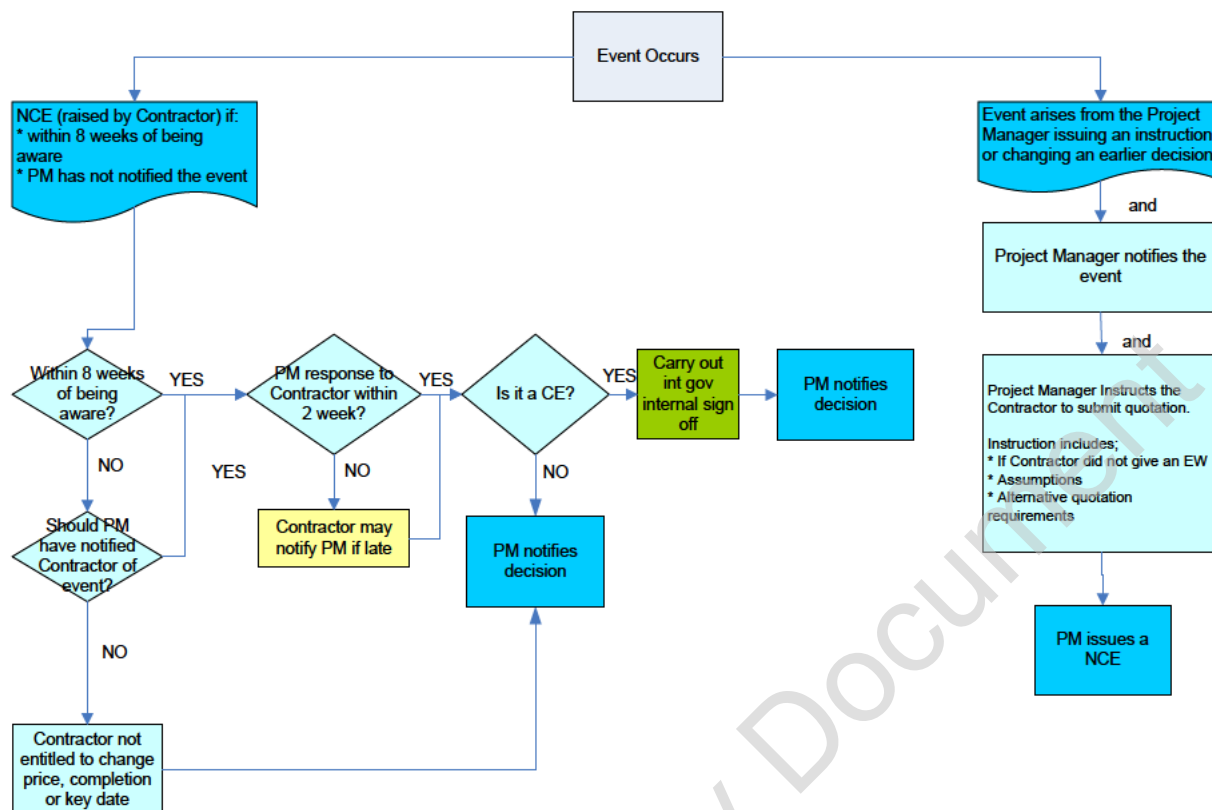 Event Occurs
NCE (raised by Contractor) if:
* within 8 weeks of being
aware
* PM has not notified the event
Event arises from the Project
Manager issuing an instruction
or changing an earlier decision
and
Project Manager notifies the
event
and
Within 8 weeks
of being
aware?
YES
PM response to
Contractor within
2 week?
YES
Is it a CE?
YES
Carry out
int gov
internal sign
off
PM notifies
decision
Project Manager Instructs the
Contractor to submit quotation.
Instruction includes;
* If Contractor did not give an EW
* Assumptions
* Alternative quotation
requirements
NO
YES
NO
NO
Should PM
have notified
Contractor of
event?
Contractor may
notify PM if late
PM notifies
decision
PM issues a
NCE
NO
Contractor not
entitled to change
price, completion
or key date
Document